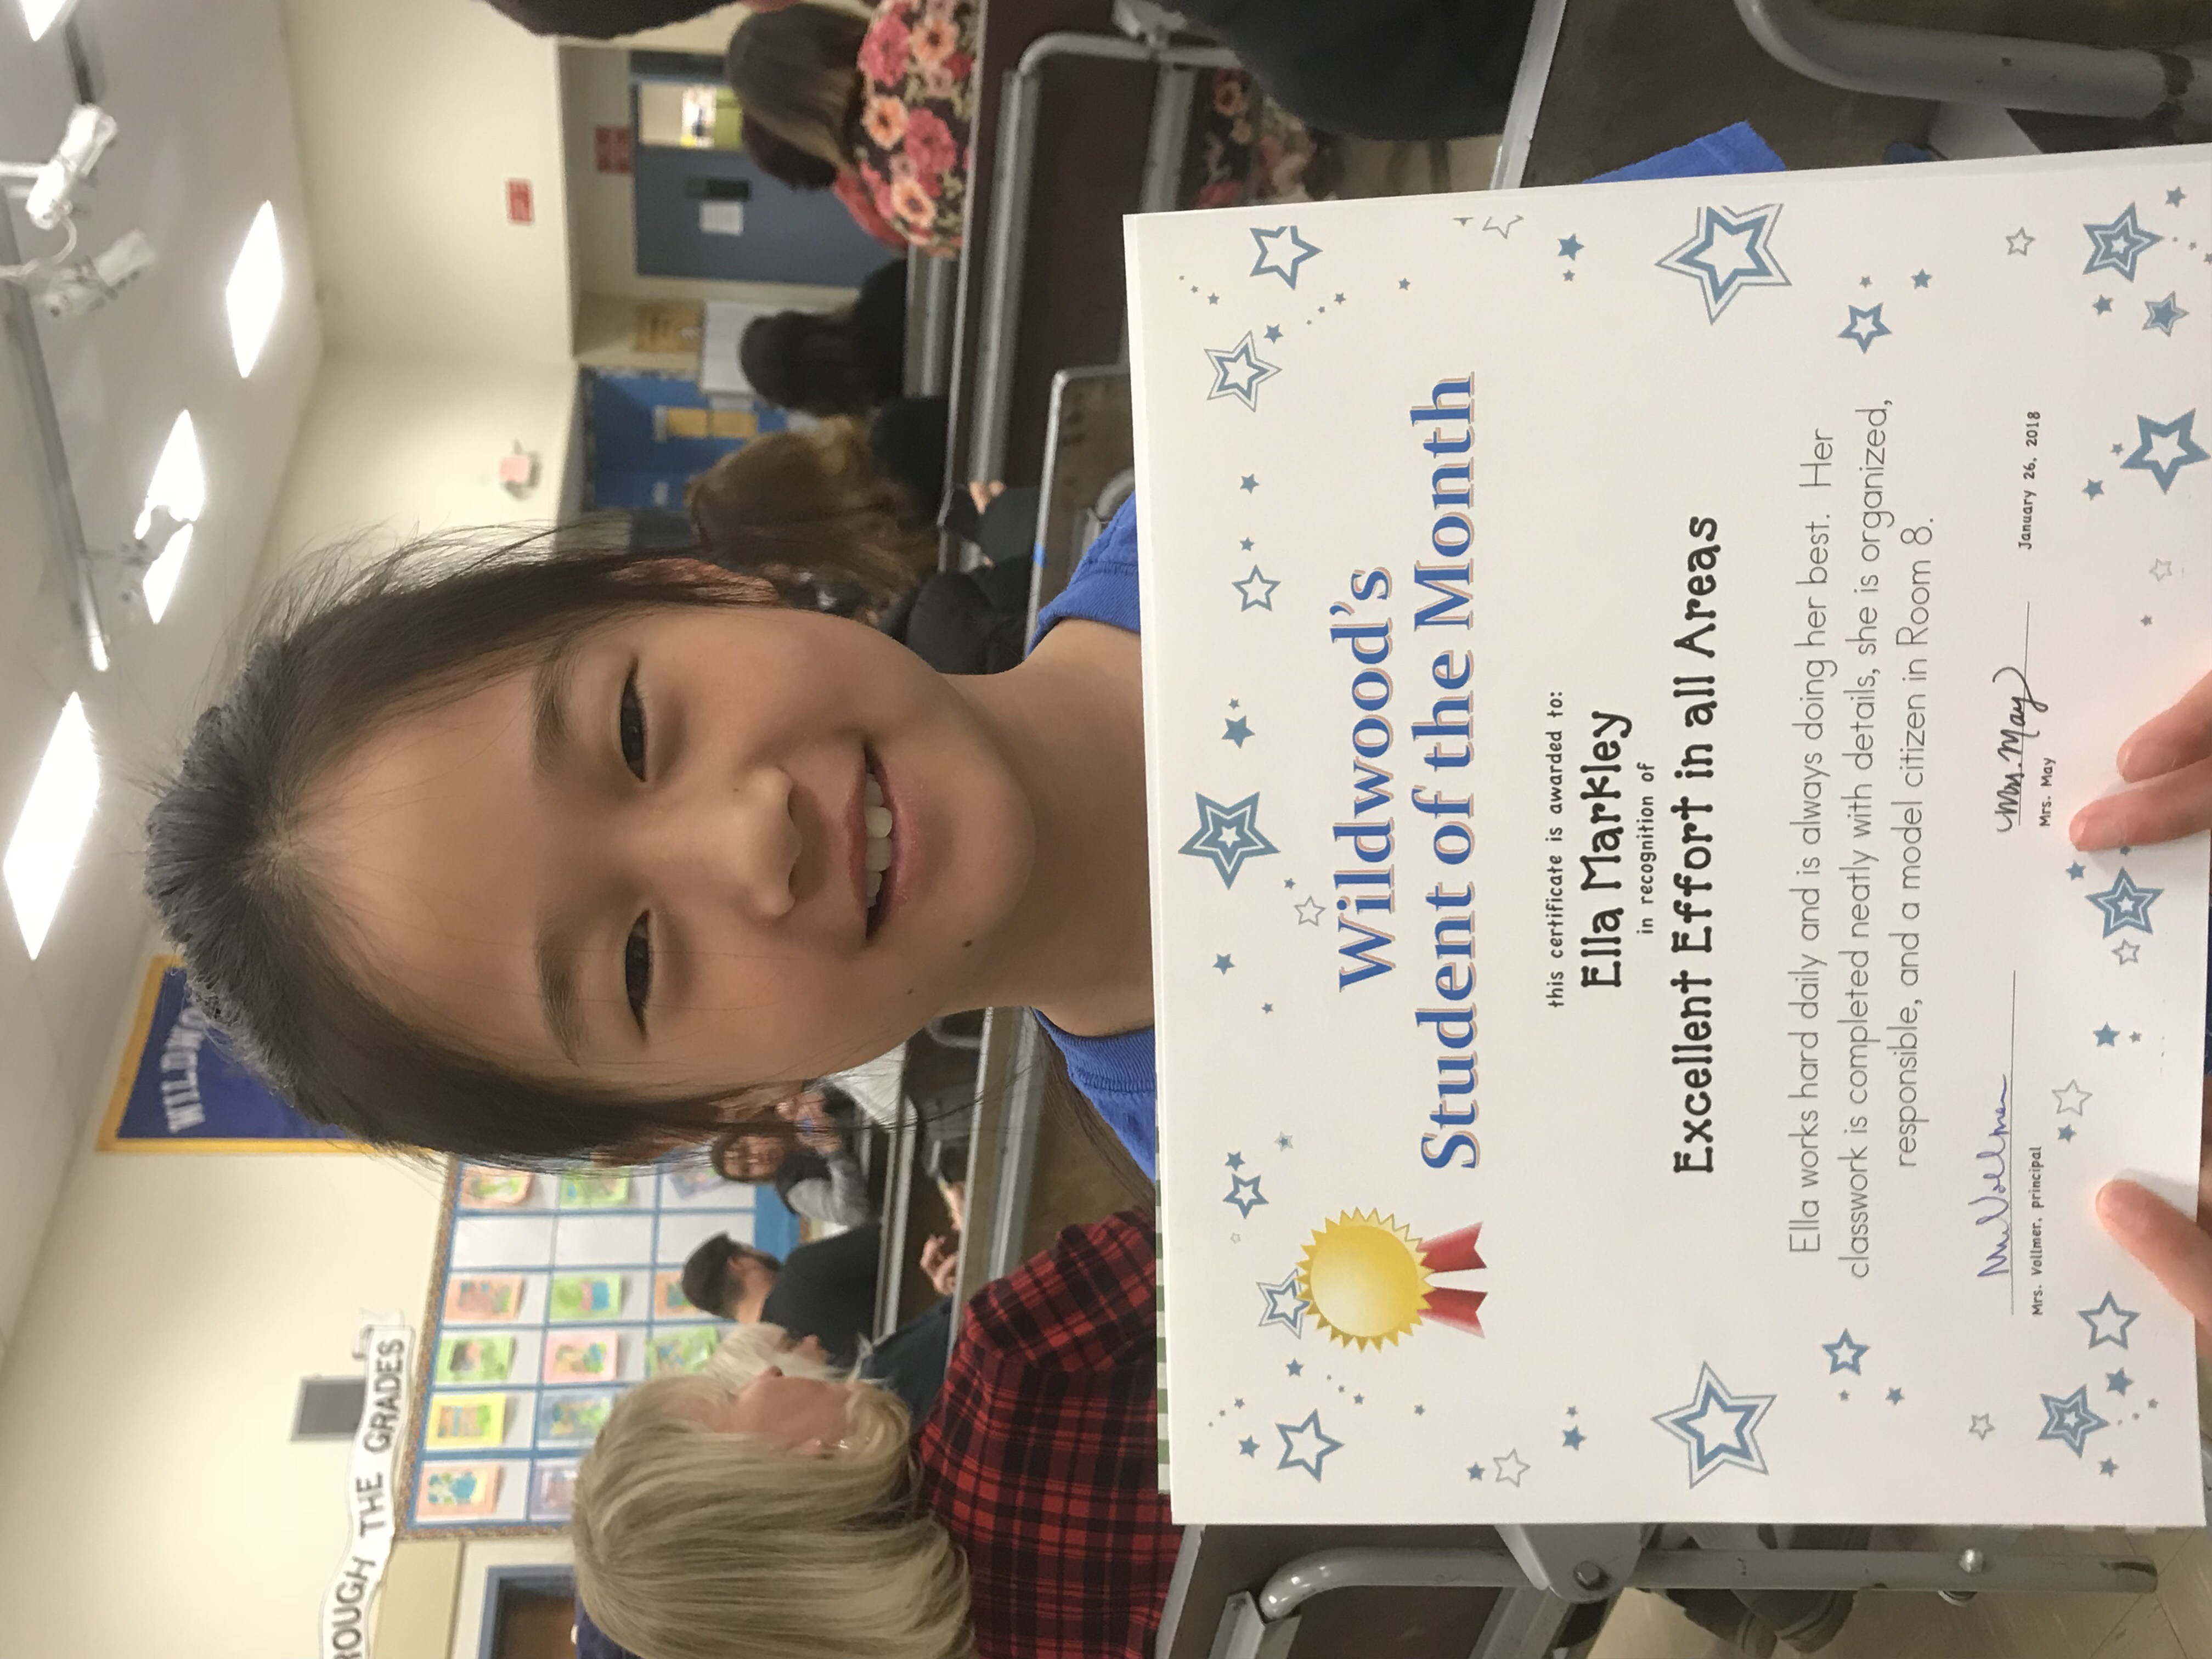 WILDWO
ROUGH THE GRADES
Wildwood's
Student of the Month
this certificate is awarded to:
Ella Markley
in recognition of
Excellent Effort in all Areas
Ella works hard daily and is always doing her best. Her
classwork is completed neatly with details, she is organized,
responsible, and a model citizen in Room 8.
Mrs. Vollmer
Mrs. Vollmer, principal
Mrs. May
Mrs. May
January 26, 2018